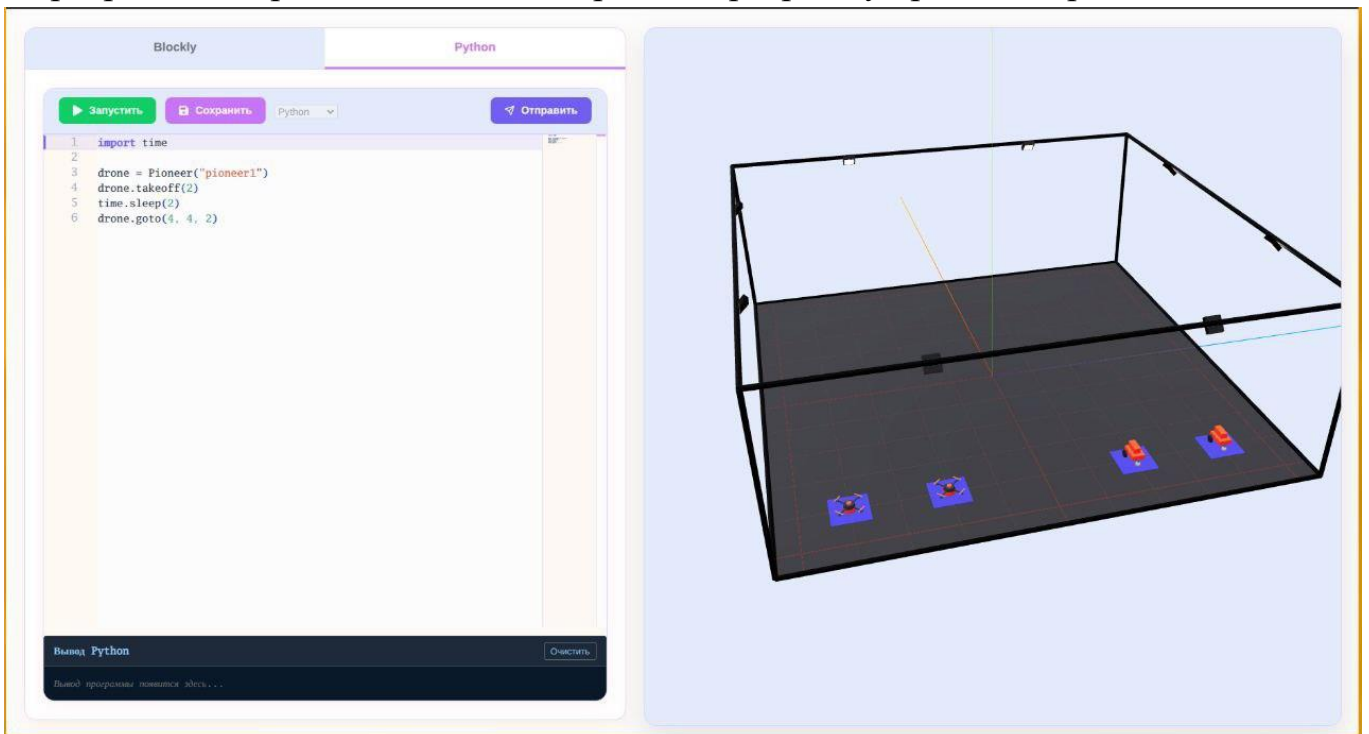 Blockly
Python
Запустить
Сохранить
Python
Отправить
1 import time
2
3 drone = Pioneer("pioneer1")
4 drone.takeoff(2)
5 time.sleep(2)
6 drone.goto(4, 4, 2)
Вывод Python
Очистить
Вывод программы появится здесь...